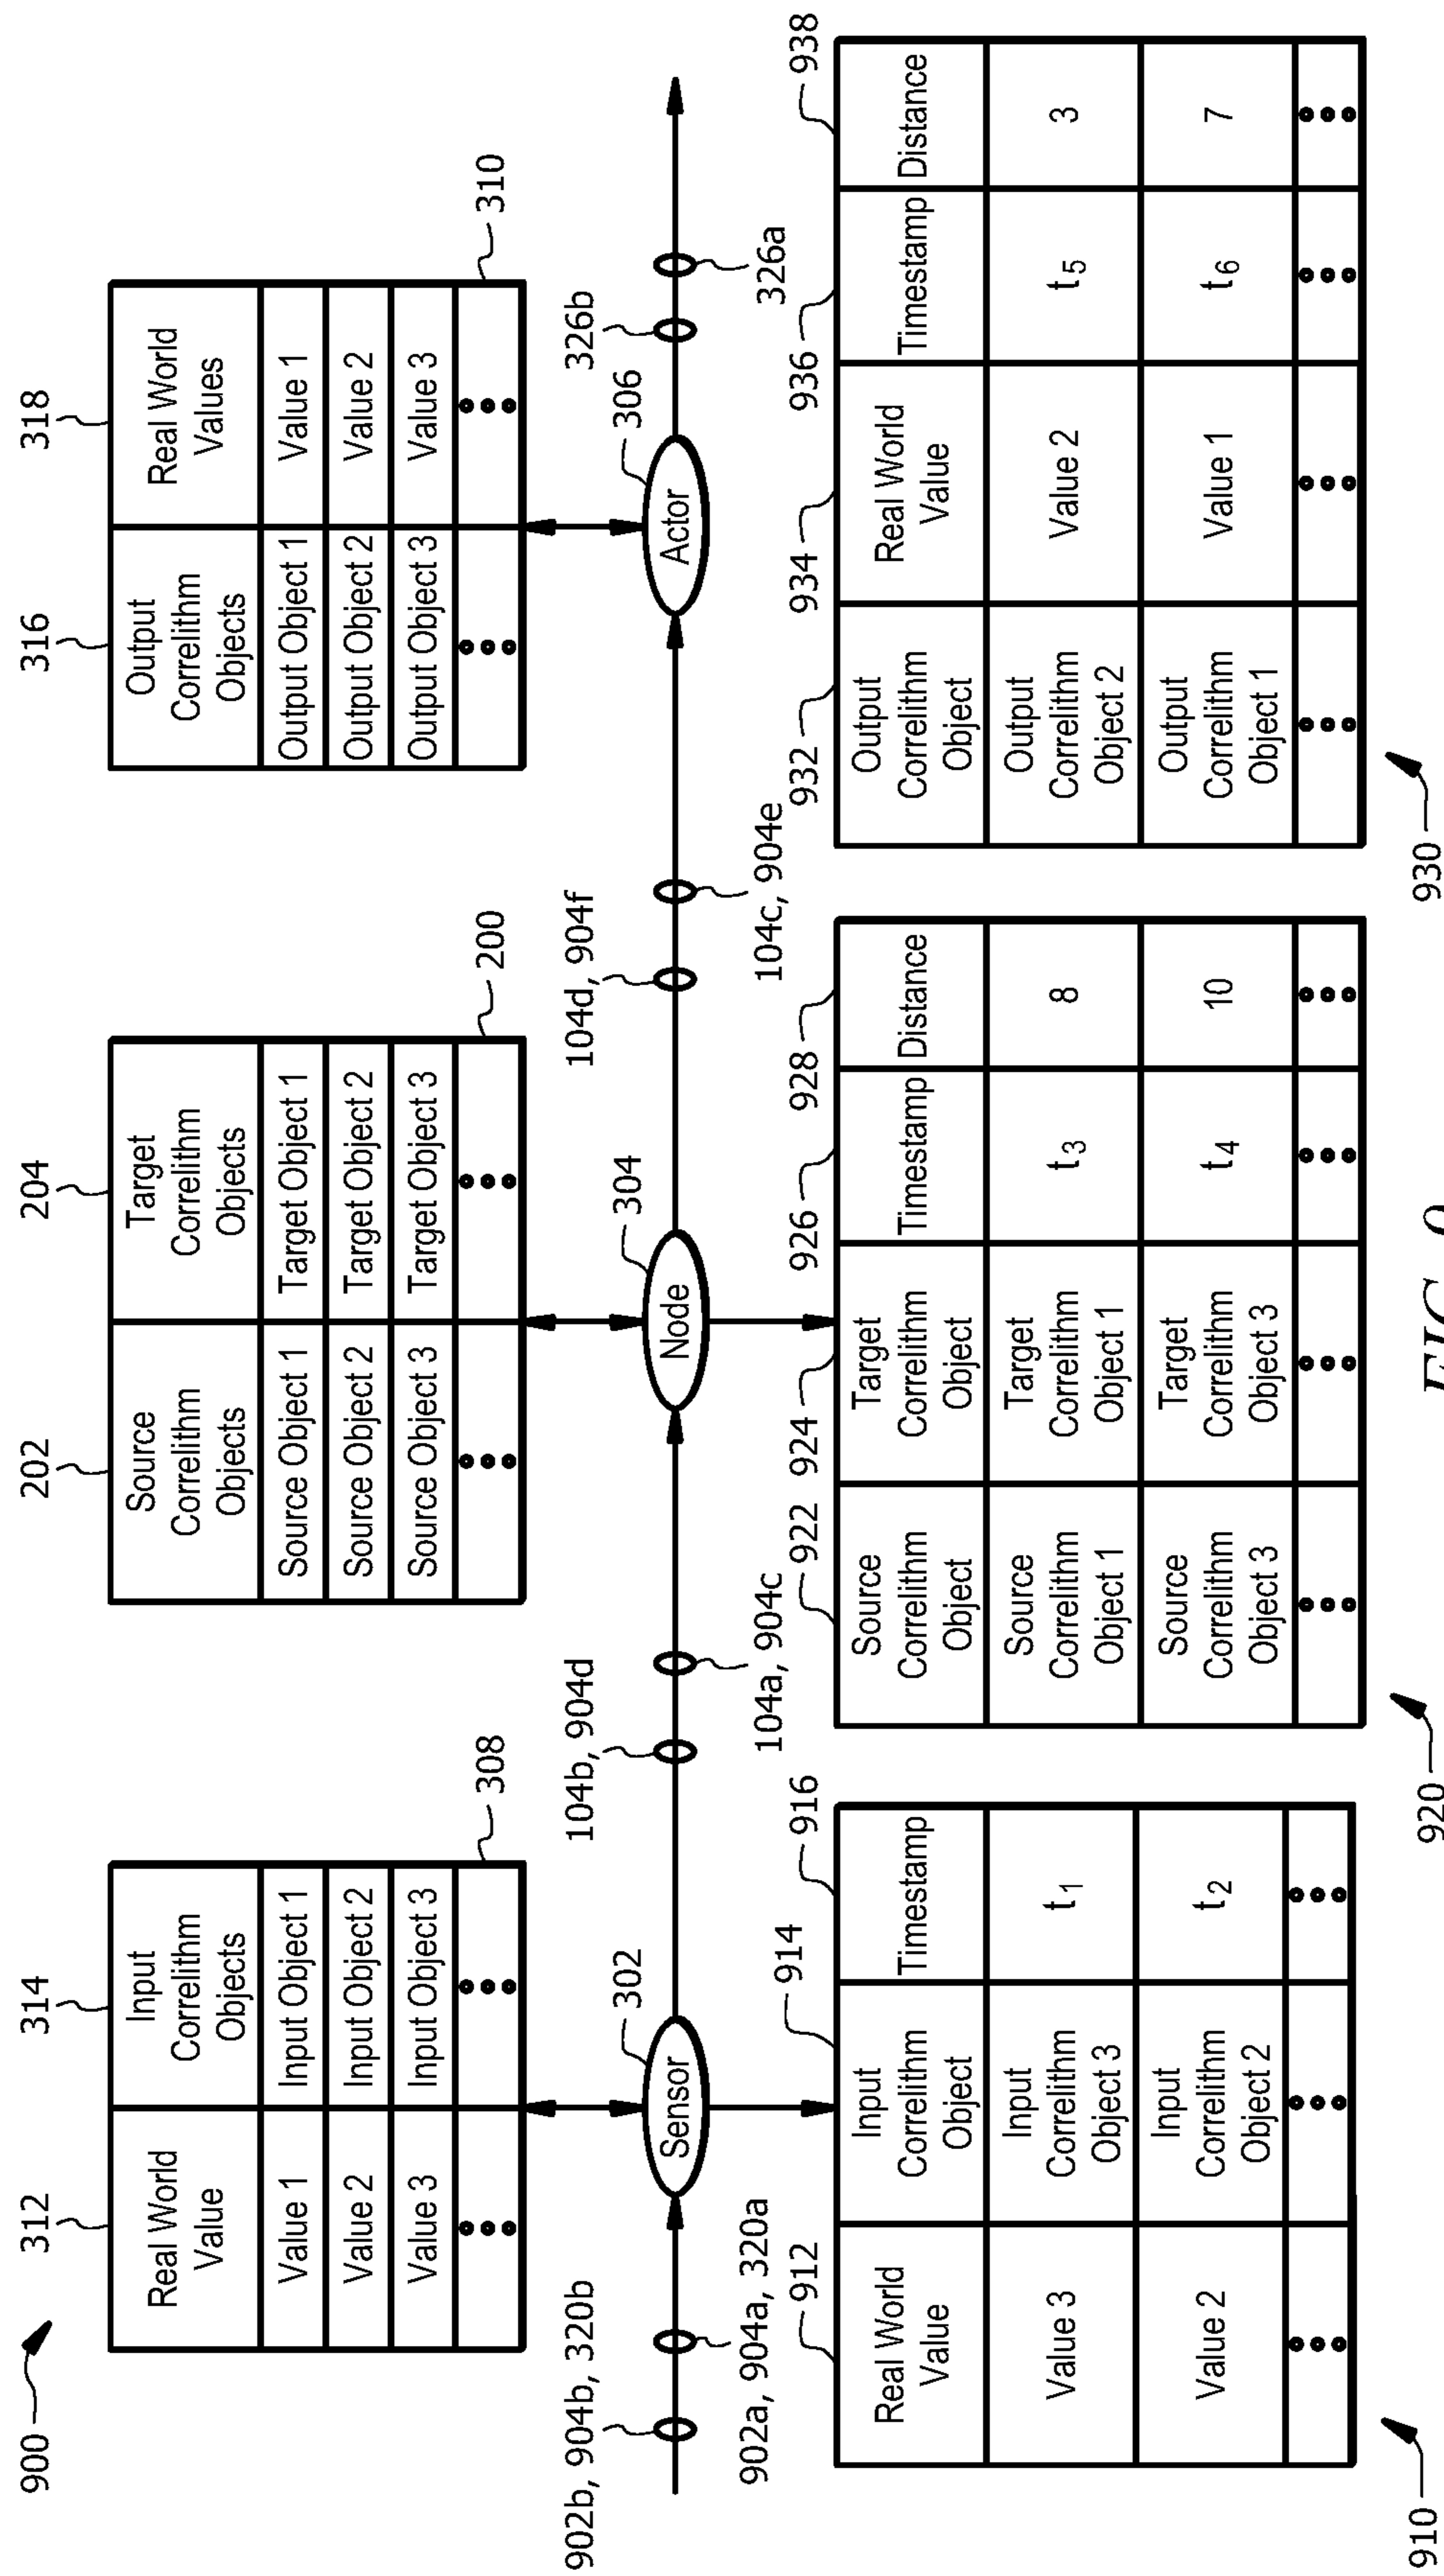 900
312
314
308
Real World
Value
Input
Correlithm
Objects
Value 1
Input Object 1
Value 2
Input Object 2
Value 3
Input Object 3
202
204
200
Source
Correlithm
Objects
Target
Correlithm
Objects
Source Object 1
Target Object 1
Source Object 2
Target Object 2
Source Object 3
Target Object 3
316
318
310
Output
Correlithm
Objects
Real World
Values
Output Object 1
Value 1
Output Object 2
Value 2
Output Object 3
Value 3
902b, 904b, 320b
902a, 904a, 320a
302
Sensor
104b, 904d
104a, 904c
304
Node
104d, 904f
104c, 904e
306
Actor
326b
326a
912
914
916
Real World
Value
Input
Correlithm
Object
Timestamp
Value 3
Input
Correlithm
Object 3
t1
Value 2
Input
Correlithm
Object 2
t2
910
922
924
926
928
Source
Correlithm
Object
Target
Correlithm
Object
Timestamp
Distance
Source
Correlithm
Object 1
Target
Correlithm
Object 1
t3
8
Source
Correlithm
Object 3
Target
Correlithm
Object 3
t4
10
920
932
934
936
938
Output
Correlithm
Object
Real World
Value
Timestamp
Distance
Output
Correlithm
Object 2
Value 2
t5
3
Output
Correlithm
Object 1
Value 1
t6
7
930